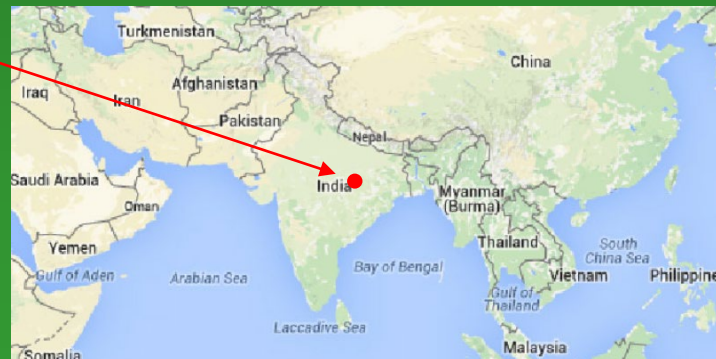 Turkmenistan
China
Afghanistan
Iraq
Iran
Pakistan
Nepal
Saudi Arabia
India
Oman
Myanmar
(Burma)
Yemen
Thailand
South
China Sea
Gulf of Aden
Arabian Sea
Bay of Bengal
Vietnam
Philippine
Gulf of
Thailand
Laccadive Sea
Malaysia
Somalia